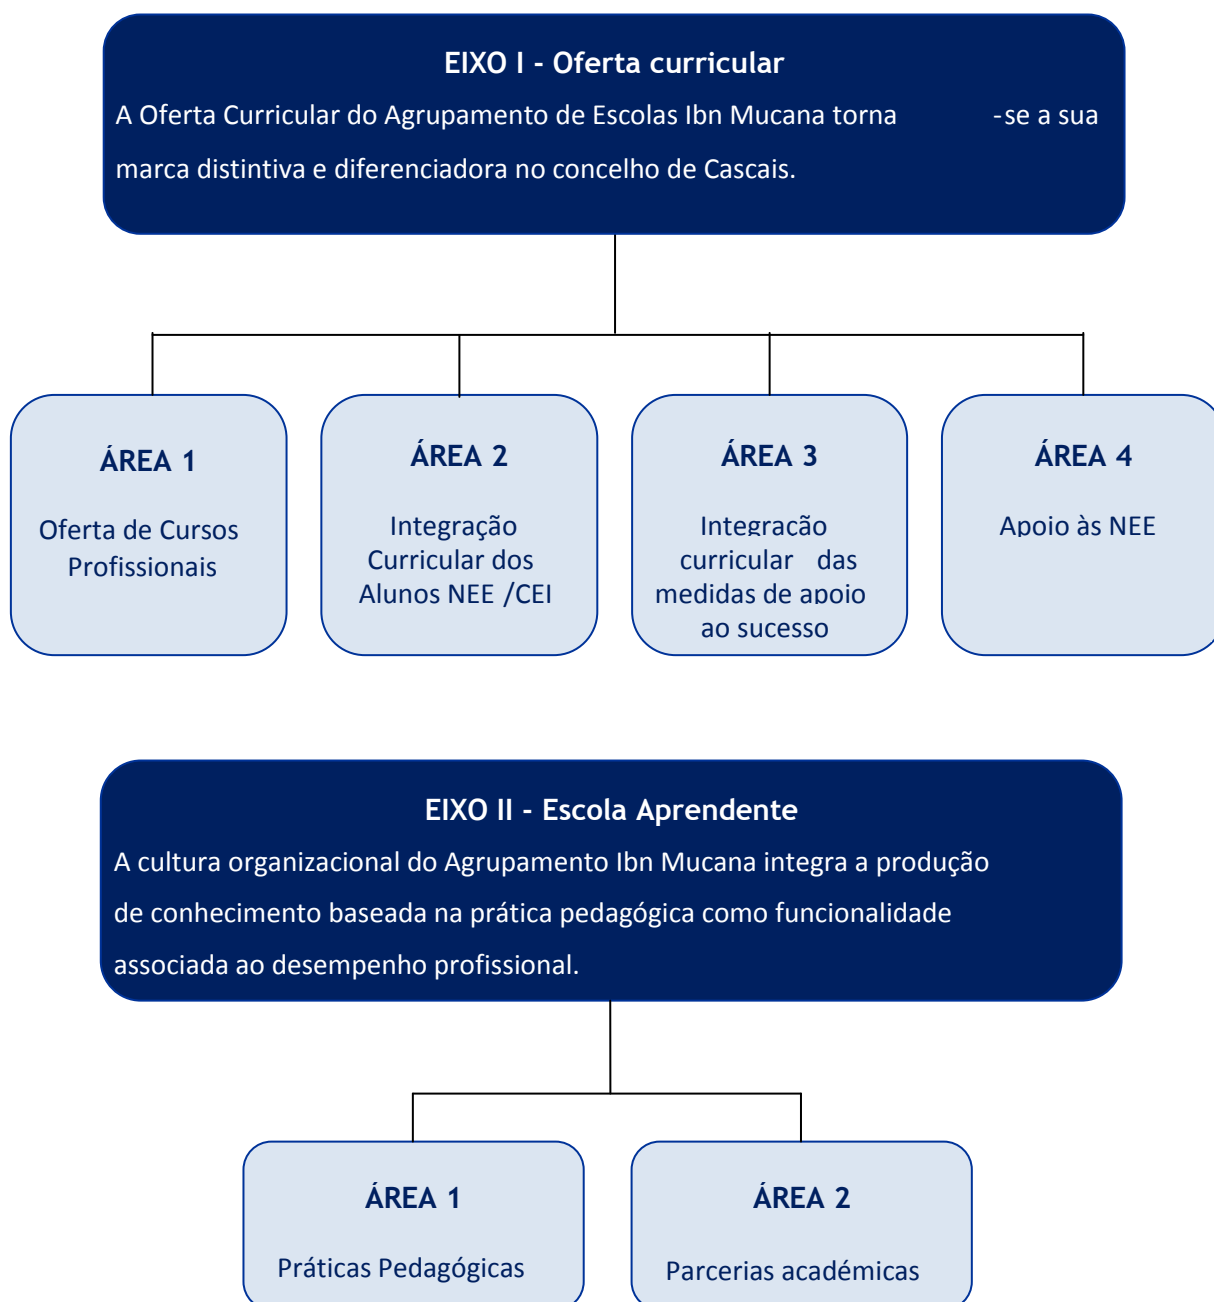 EIXO I - Oferta curricular
A Oferta Curricular do Agrupamento de Escolas Ibn Mucana torna -se a sua
marca distintiva e diferenciadora no concelho de Cascais.
ÁREA 1
Oferta de Cursos
Profissionais
ÁREA 2
Integração
Curricular dos
Alunos NEE /CEI
ÁREA 3
Integração
curricular das
medidas de apoio
ao sucesso
ÁREA 4
Apoio às NEE
EIXO II - Escola Aprendente
A cultura organizacional do Agrupamento Ibn Mucana integra a produção
de conhecimento baseada na prática pedagógica como funcionalidade
associada ao desempenho profissional.
ÁREA 1
Práticas Pedagógicas
ÁREA 2
Parcerias académicas